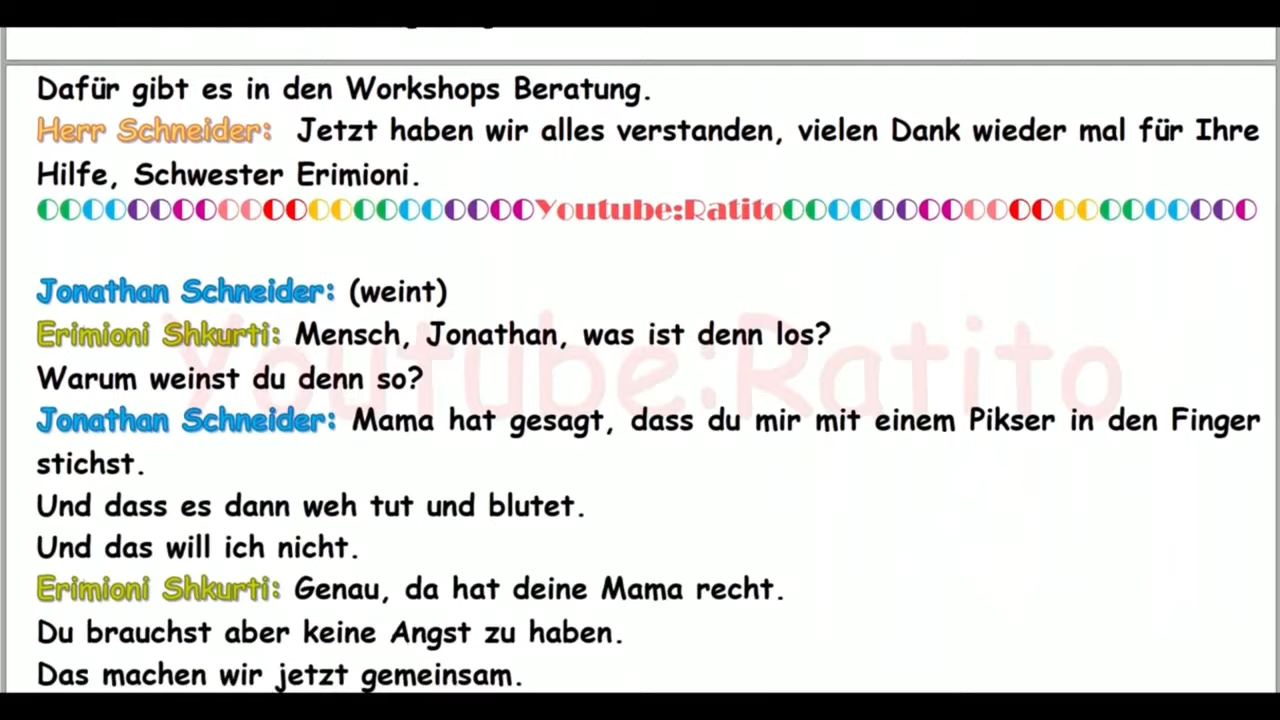 Dafür gibt es in den Workshops Beratung.
Herr Schneider: Jetzt haben wir alles verstanden, vielen Dank wieder mal für Ihre
Hilfe, Schwester Erimioni.
Youtube:Ratito
Jonathan Schneider: (weint)
Erimioni Shkurti: Mensch, Jonathan, was ist denn los?
Warum weinst du denn so?
Youtube:Ratito
Jonathan Schneider: Mama hat gesagt, dass du mir mit einem Pikser in den Finger
stichst.
Und dass es dann weh tut und blutet.
Und das will ich nicht.
Erimioni Shkurti: Genau, da hat deine Mama recht.
Du brauchst aber keine Angst zu haben.
Das machen wir jetzt gemeinsam.